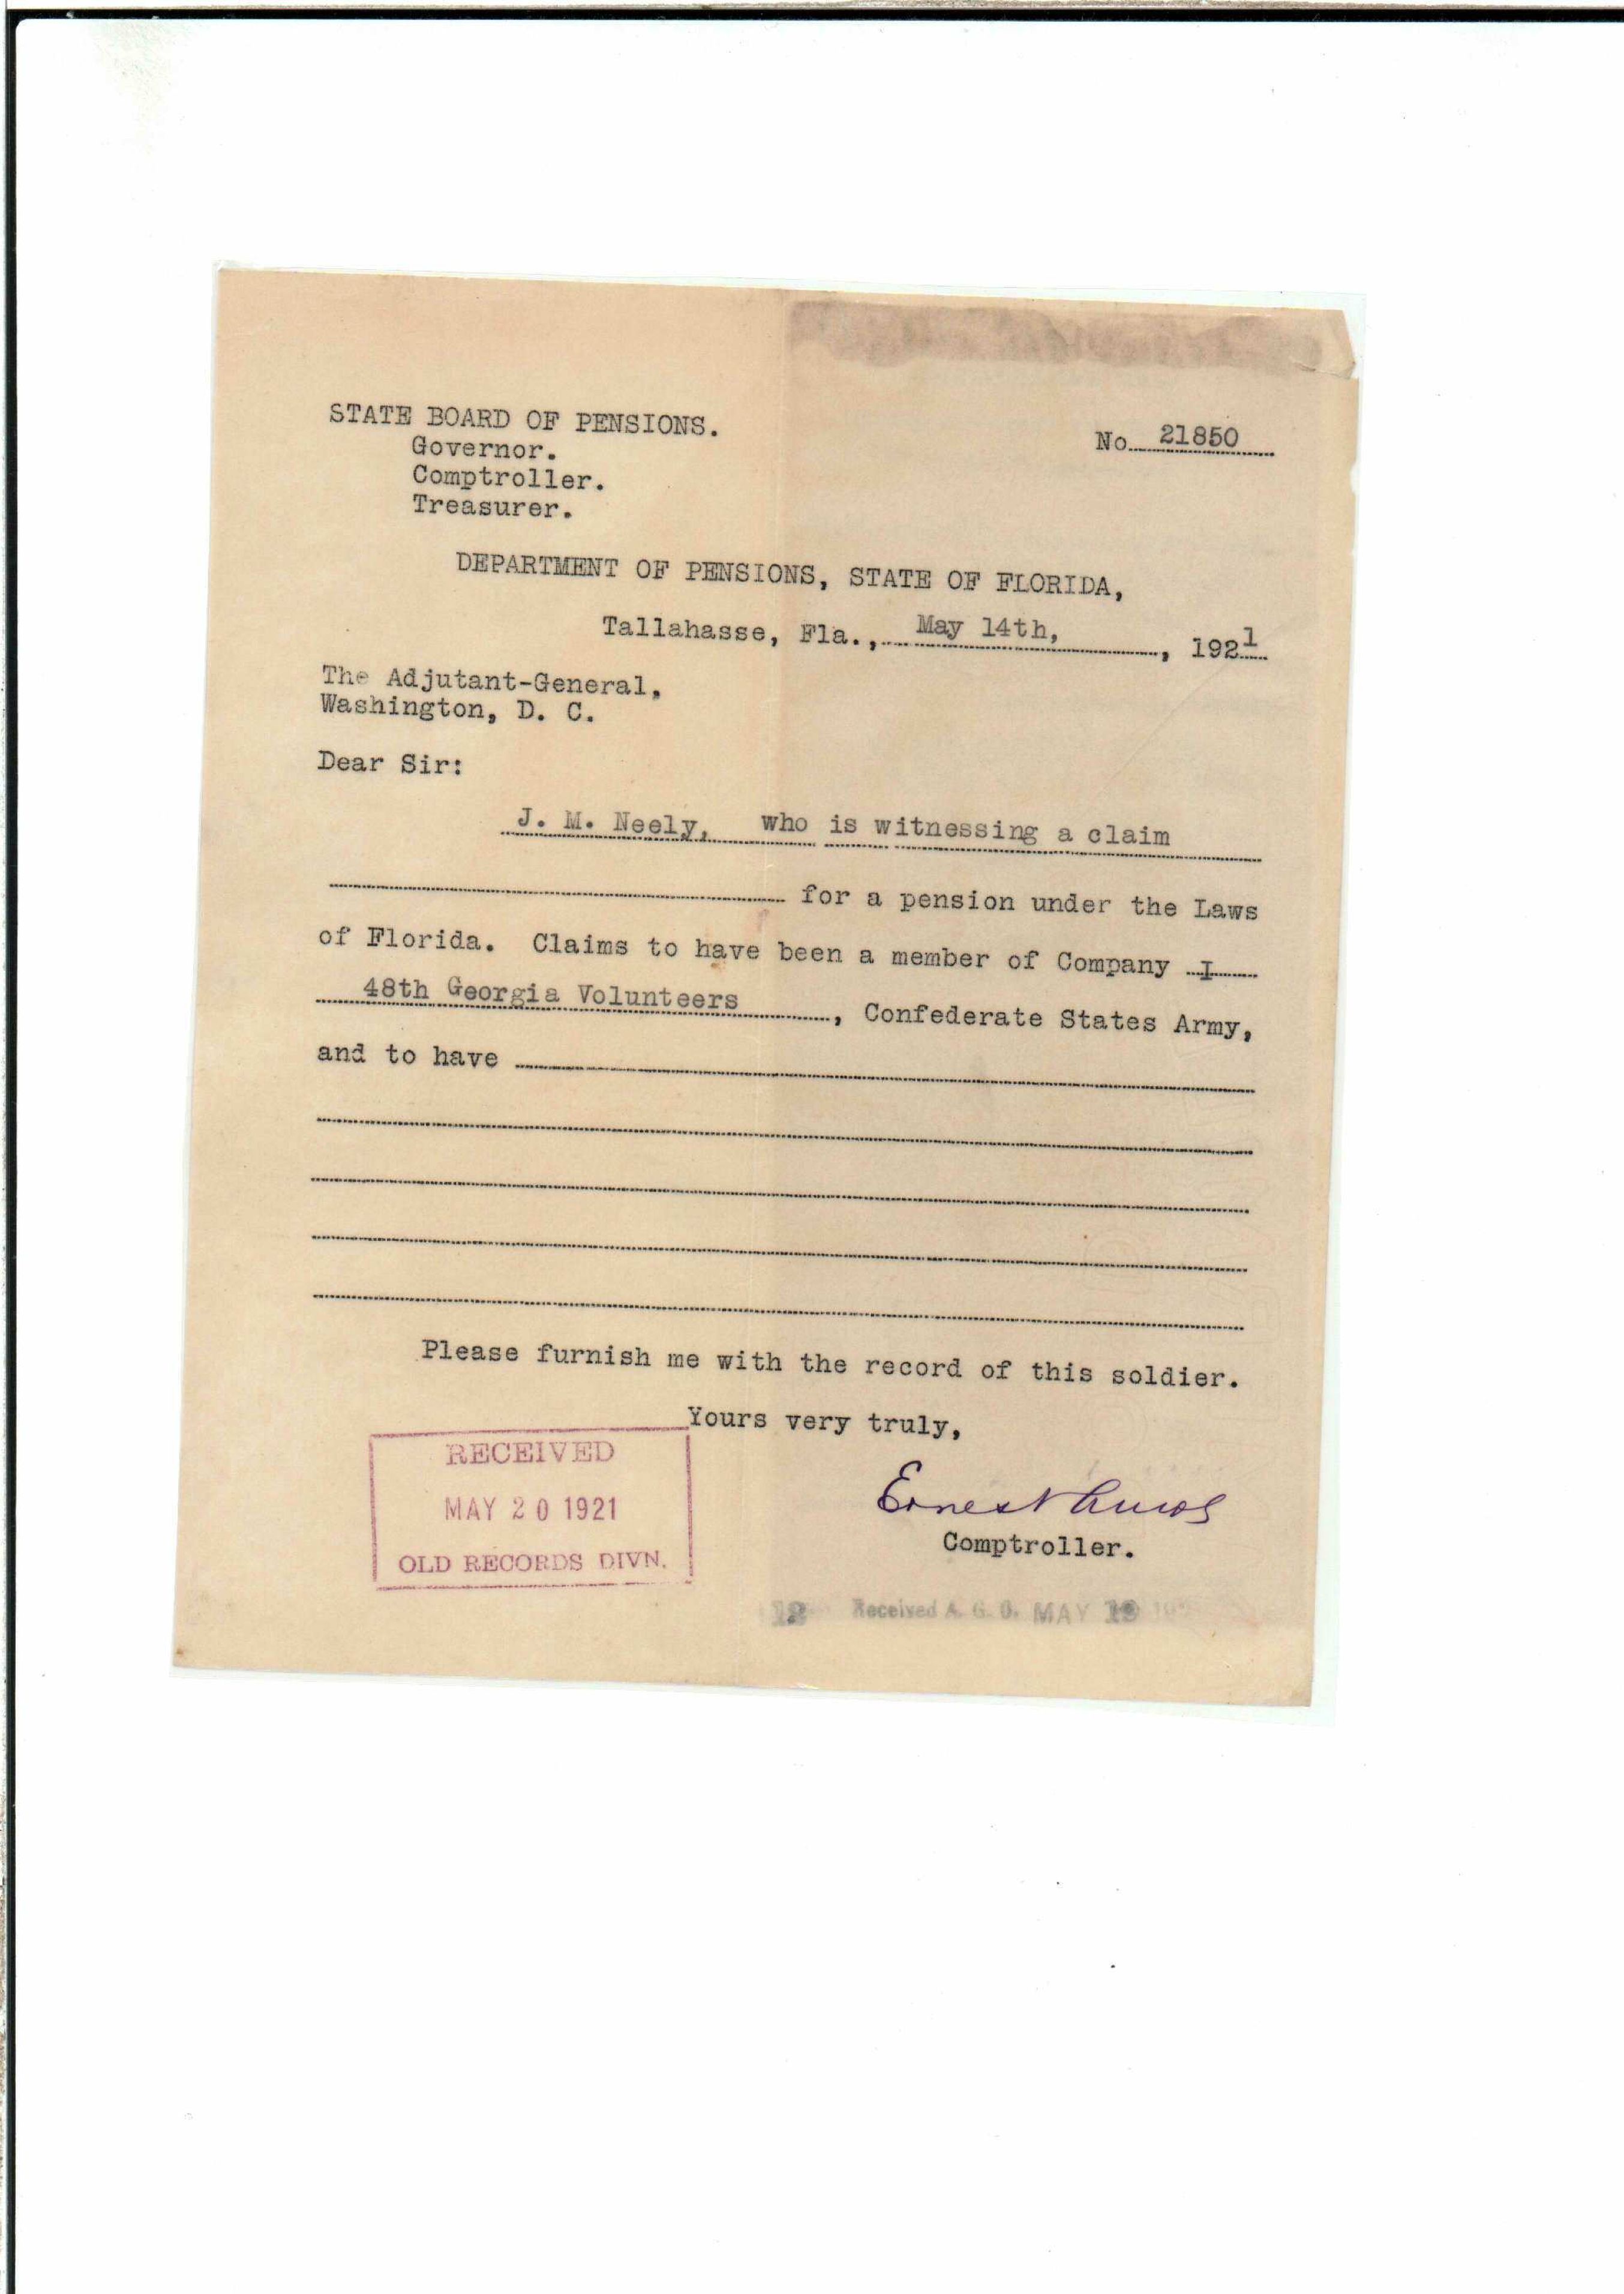 STATE BOARD OF PENSIONS.
Governor.
Comptroller.
Treasurer.
No. 21850
DEPARTMENT OF PENSIONS, STATE OF FLORIDA,
Tallahasse, Fla., May 14th, , 1921
The Adjutant-General,
Washington, D. C.
Dear Sir:
J. M. Neely, who is witnessing a claim
for a pension under the Laws
of Florida. Claims to have been a member of Company I
48th Georgia Volunteers , Confederate States Army,
and to have
Please furnish me with the record of this soldier.
Yours very truly,
Ernest Amos
Comptroller.
RECEIVED
MAY 20 1921
OLD RECORDS DIVN.
Received A. G. O. MAY 19